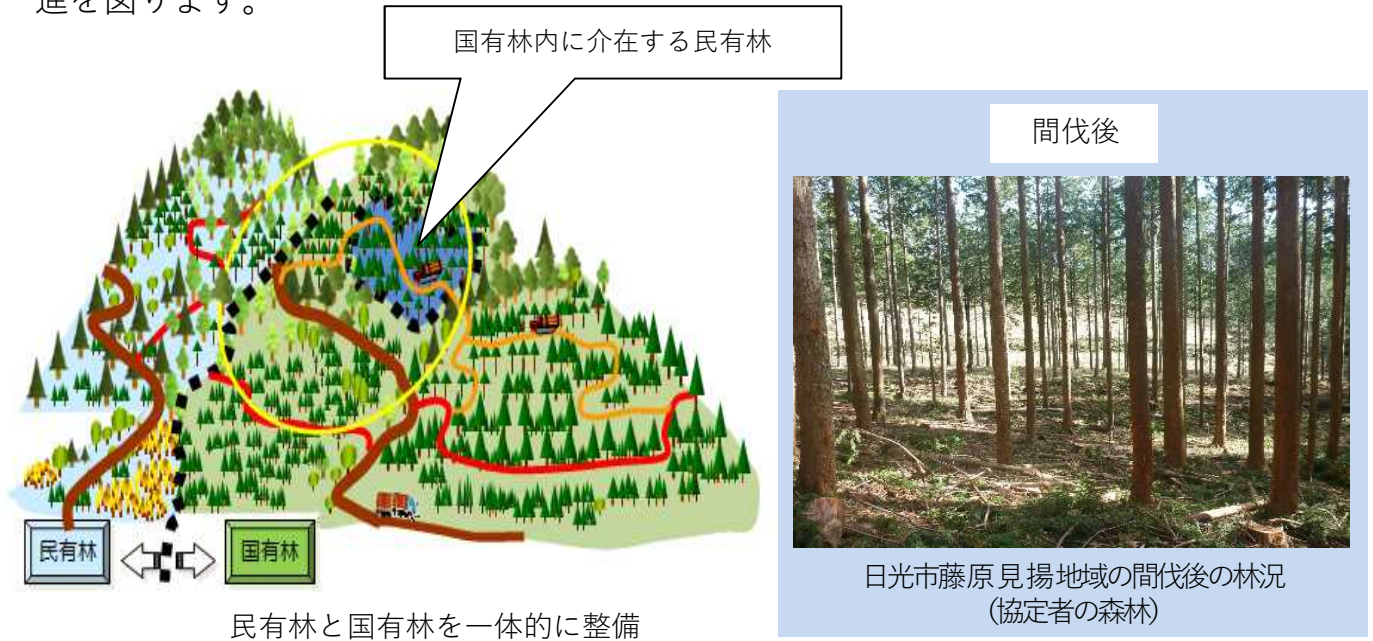 進を図ります。
国有林内に介在する民有林
間伐後
民有林
国有林
日光市藤原見揚地域の間伐後の林況
(協定者の森林)
民有林と国有林を一体的に整備